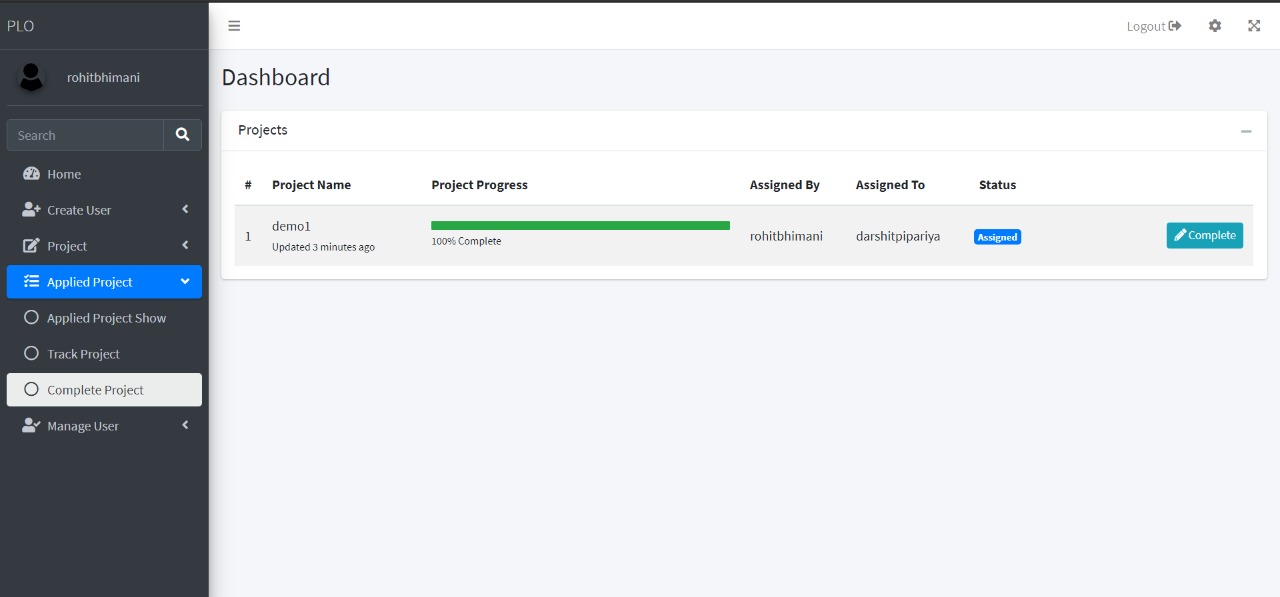 PLO
Logout
rohitbhimani
Dashboard
Search
Home
Create User
Project
Applied Project
Applied Project Show
Track Project
Complete Project
Manage User
Projects
# Project Name Project Progress Assigned By Assigned To Status
1 demo1 rohitbhimani darshitpipariya Assigned Complete
Updated 3 minutes ago 100% Complete